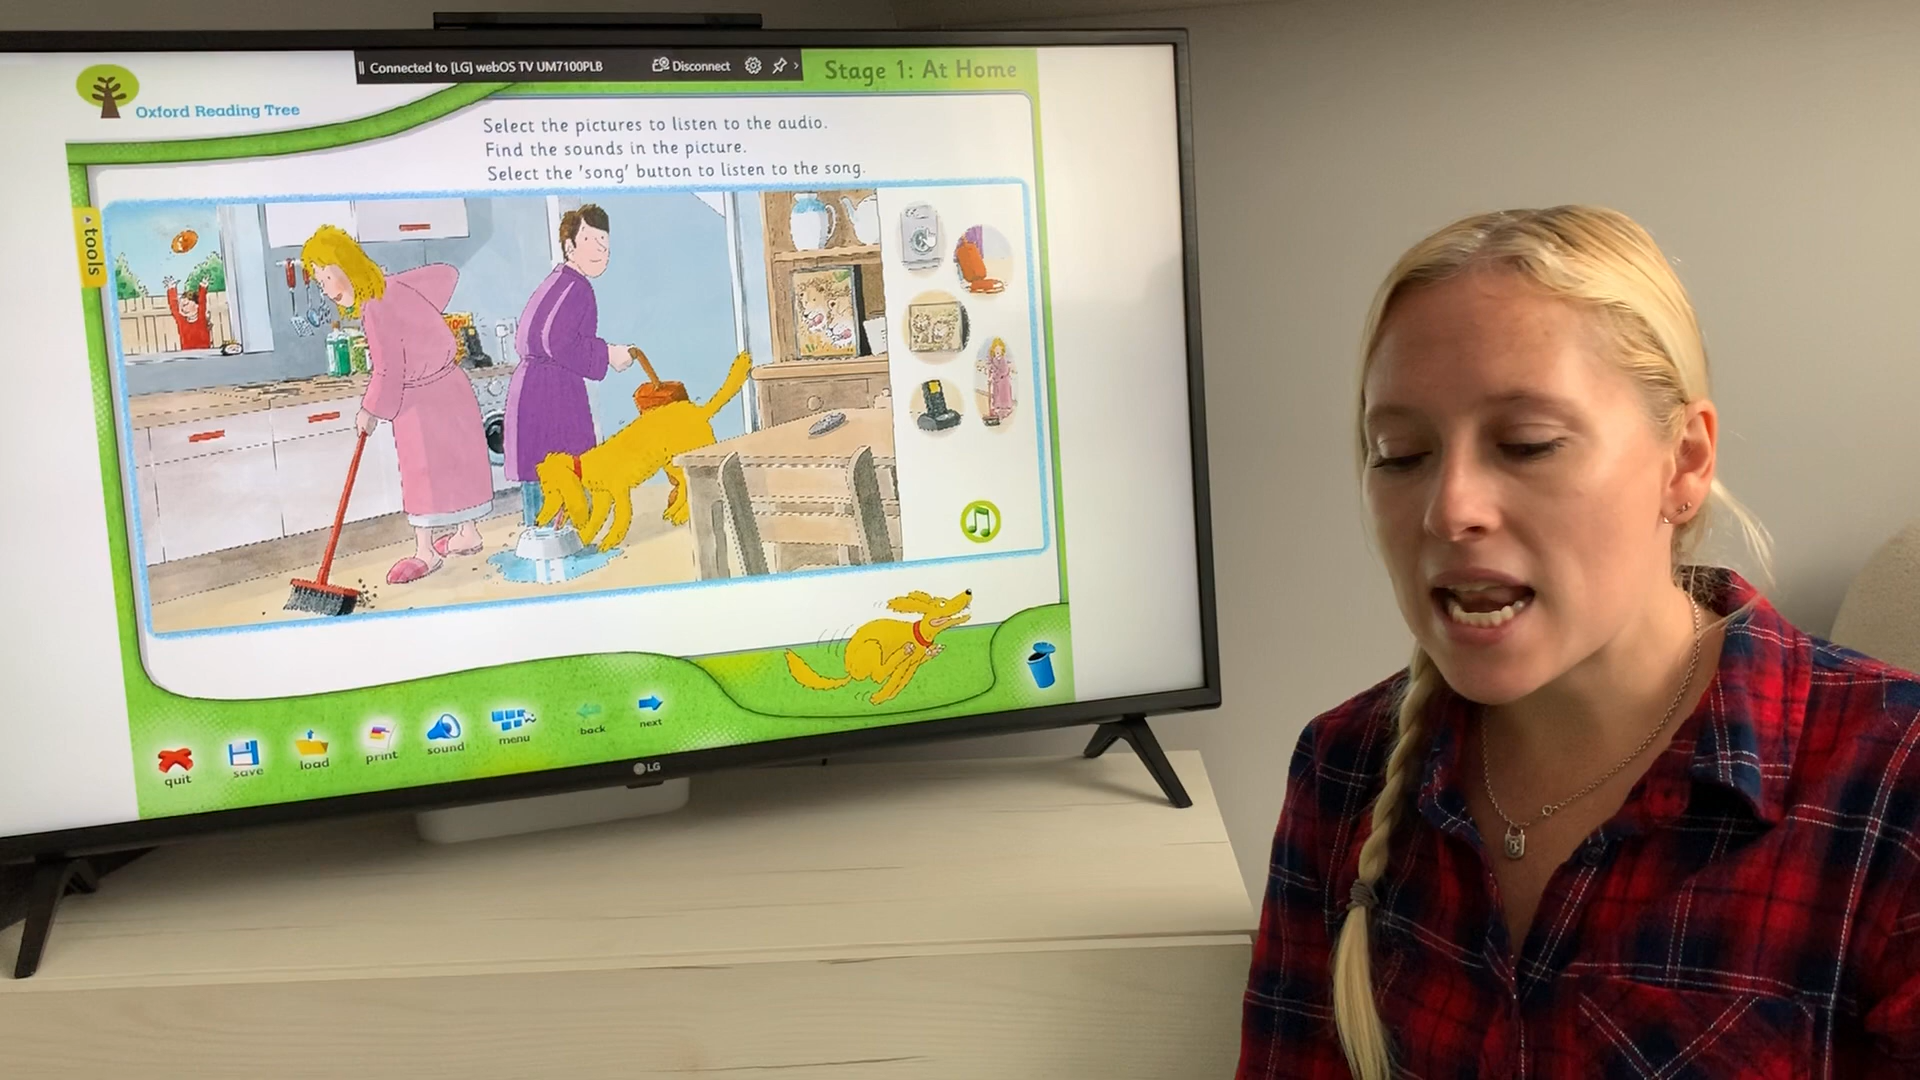 Connected to [LG] webOS TV UM7100PLB Disconnect
Stage 1: At Home
Oxford Reading Tree
Select the pictures to listen to the audio.
Find the sounds in the picture.
Select the 'song' button to listen to the song.
tools
quit
save
load
print
sound
menu
back
next
LG